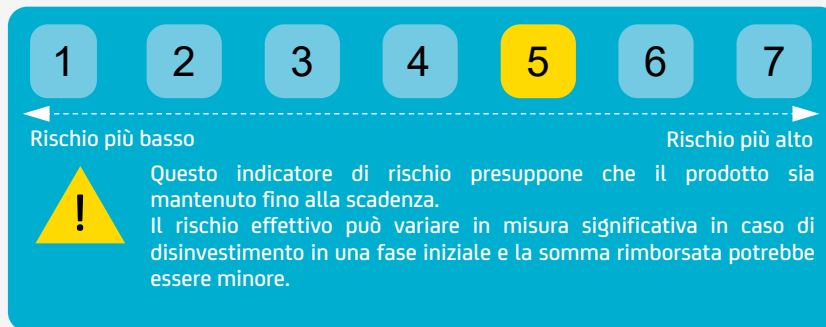 1 2 3 4 5 6 7
Rischio più basso Rischio più alto
!
Questo indicatore di rischio presuppone che il prodotto sia
mantenuto fino alla scadenza.
Il rischio effettivo può variare in misura significativa in caso di
disinvestimento in una fase iniziale e la somma rimborsata potrebbe
essere minore.